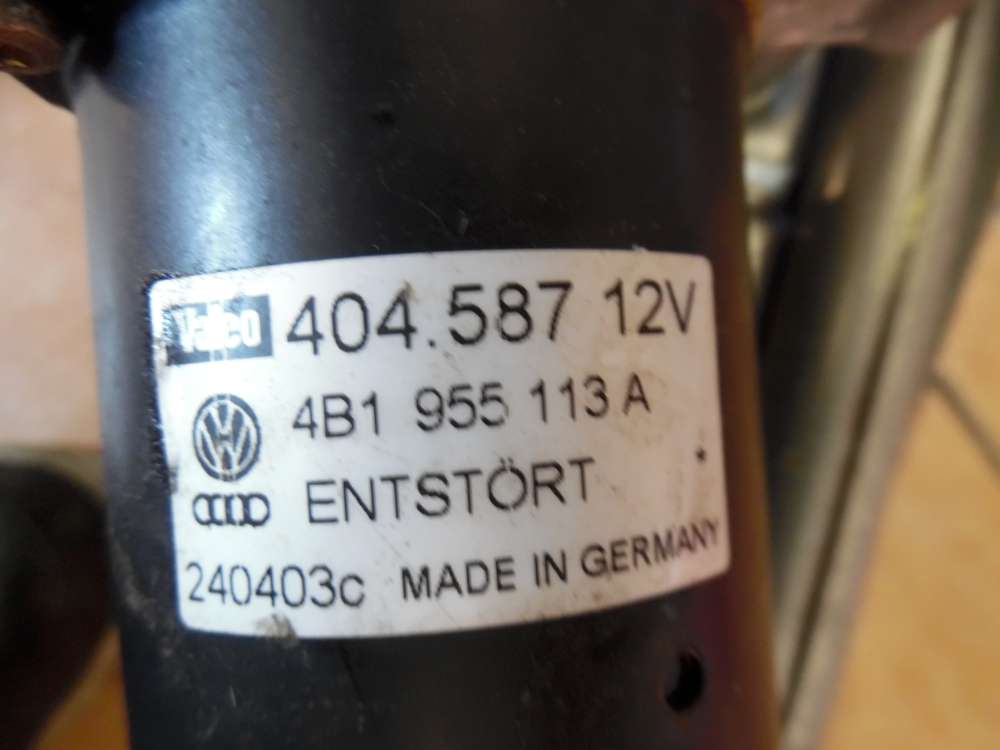 Valeo 404.587 12V
4B1 955 113 A
ENTSTÖRT
240403c MADE IN GERMANY